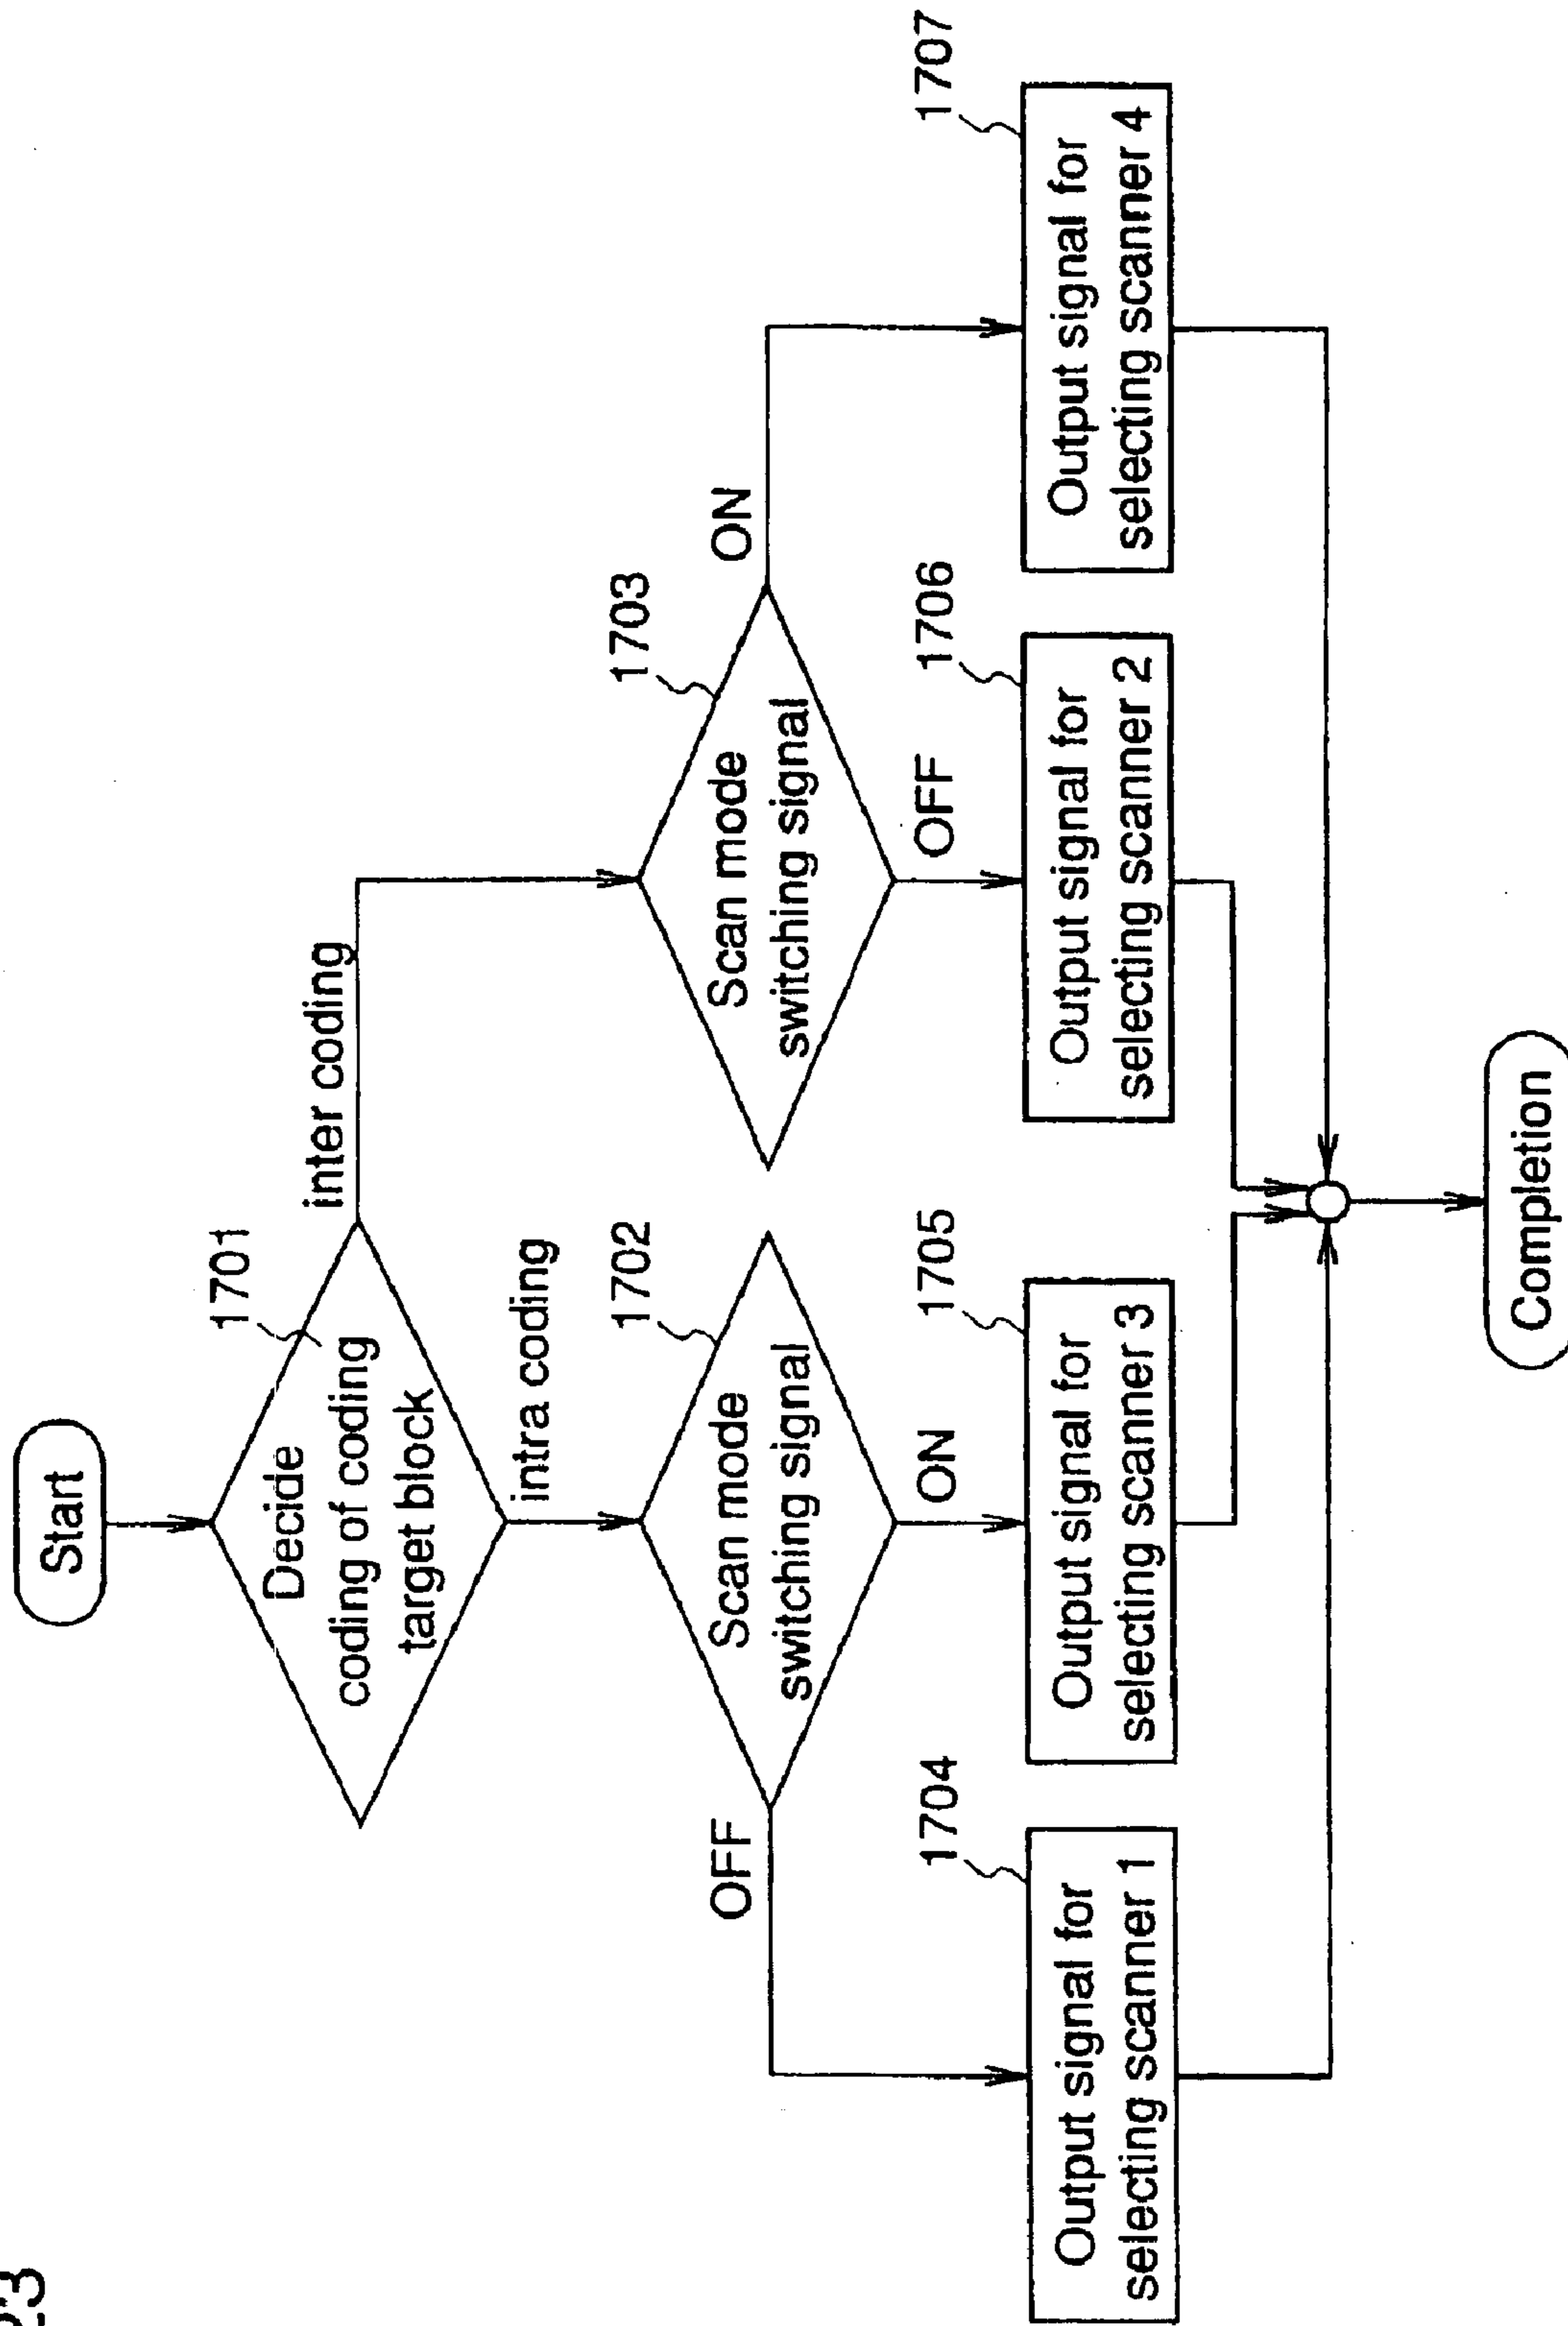 Start
1701
Decide
coding of coding
target block
inter coding
intra coding
1702
Scan mode
switching signal
1703
Scan mode
switching signal
OFF
ON
OFF
ON
1704
Output signal for
selecting scanner 1
1705
Output signal for
selecting scanner 3
1706
Output signal for
selecting scanner 2
1707
Output signal for
selecting scanner 4
Completion